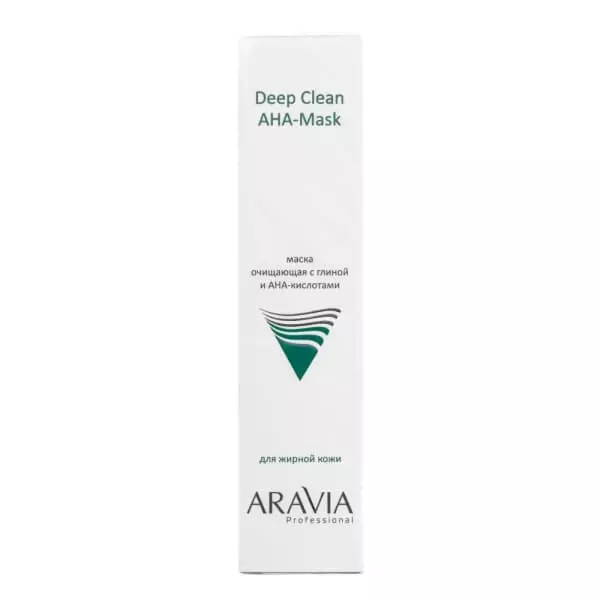 Deep Clean
AHA-Mask
маска
очищающая с глиной
и АНА-кислотами
для жирной кожи
ARAVIA
Professional